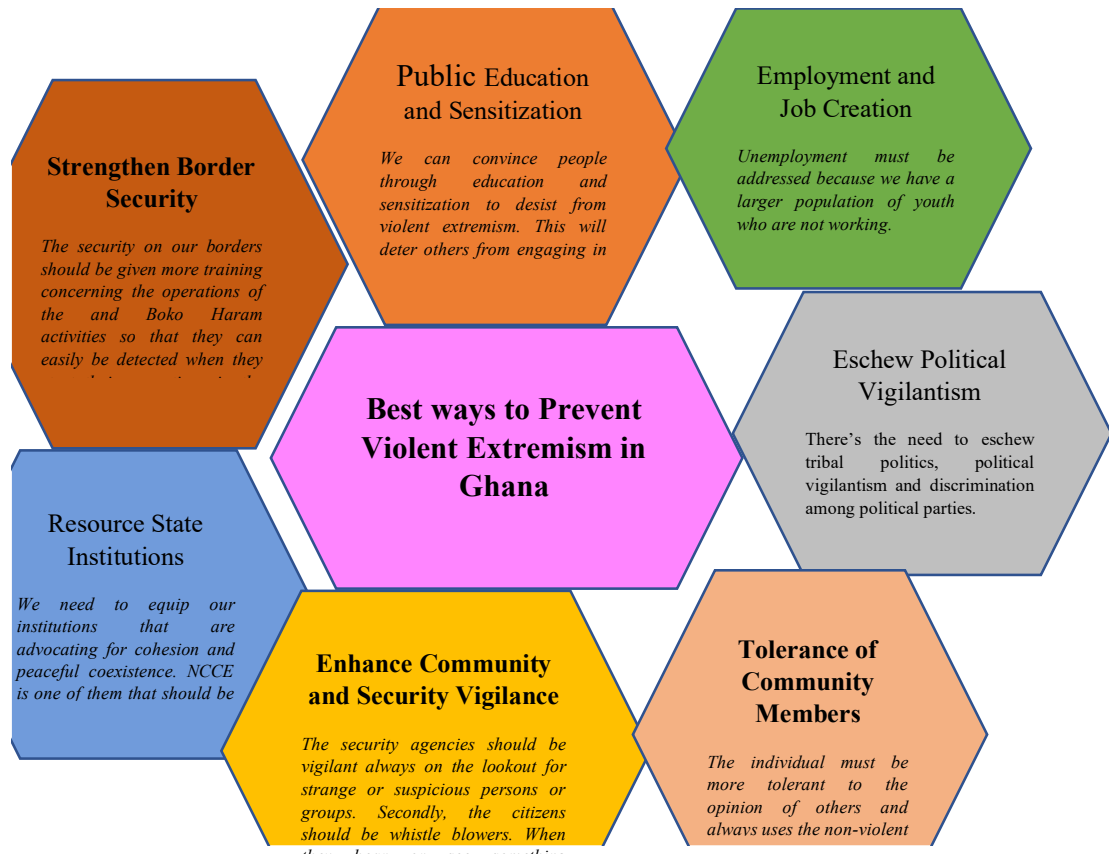 Public Education
and Sensitization
We can convince people
through education and
sensitization to desist from
violent extremism. This will
deter others from engaging in
Employment and
Job Creation
Unemployment must be
addressed because we have a
larger population of youth
who are not working.
Strengthen Border
Security
The security on our borders
should be given more training
concerning the operations of
the and Boko Haram
activities so that they can
easily be detected when they
Best ways to Prevent
Violent Extremism in
Ghana
Eschew Political
Vigilantism
There's the need to eschew
tribal politics, political
vigilantism and discrimination
among political parties.
Resource State
Institutions
We need to equip our
institutions that are
advocating for cohesion and
peaceful coexistence. NCCE
is one of them that should be
Enhance Community
and Security Vigilance
The security agencies should be
vigilant always on the lookout for
strange or suspicious persons or
groups. Secondly, the citizens
should be whistle blowers. When
Tolerance of
Community
Members
The individual must be
more tolerant to the
opinion of others and
always uses the non-violent